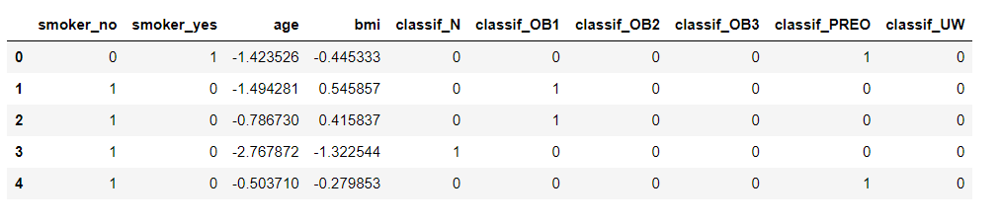 smoker_no smoker_yes age bmi classif_N classif_OB1 classif_OB2 classif_OB3 classif_PREO classif_UW
0 0 1 -1.423526 -0.445333 0 0 0 0 1 0
1 1 0 -1.494281 0.545857 0 1 0 0 0 0
2 1 0 -0.786730 0.415837 0 1 0 0 0 0
3 1 0 -2.767872 -1.322544 1 0 0 0 0 0
4 1 0 -0.503710 -0.279853 0 0 0 0 1 0